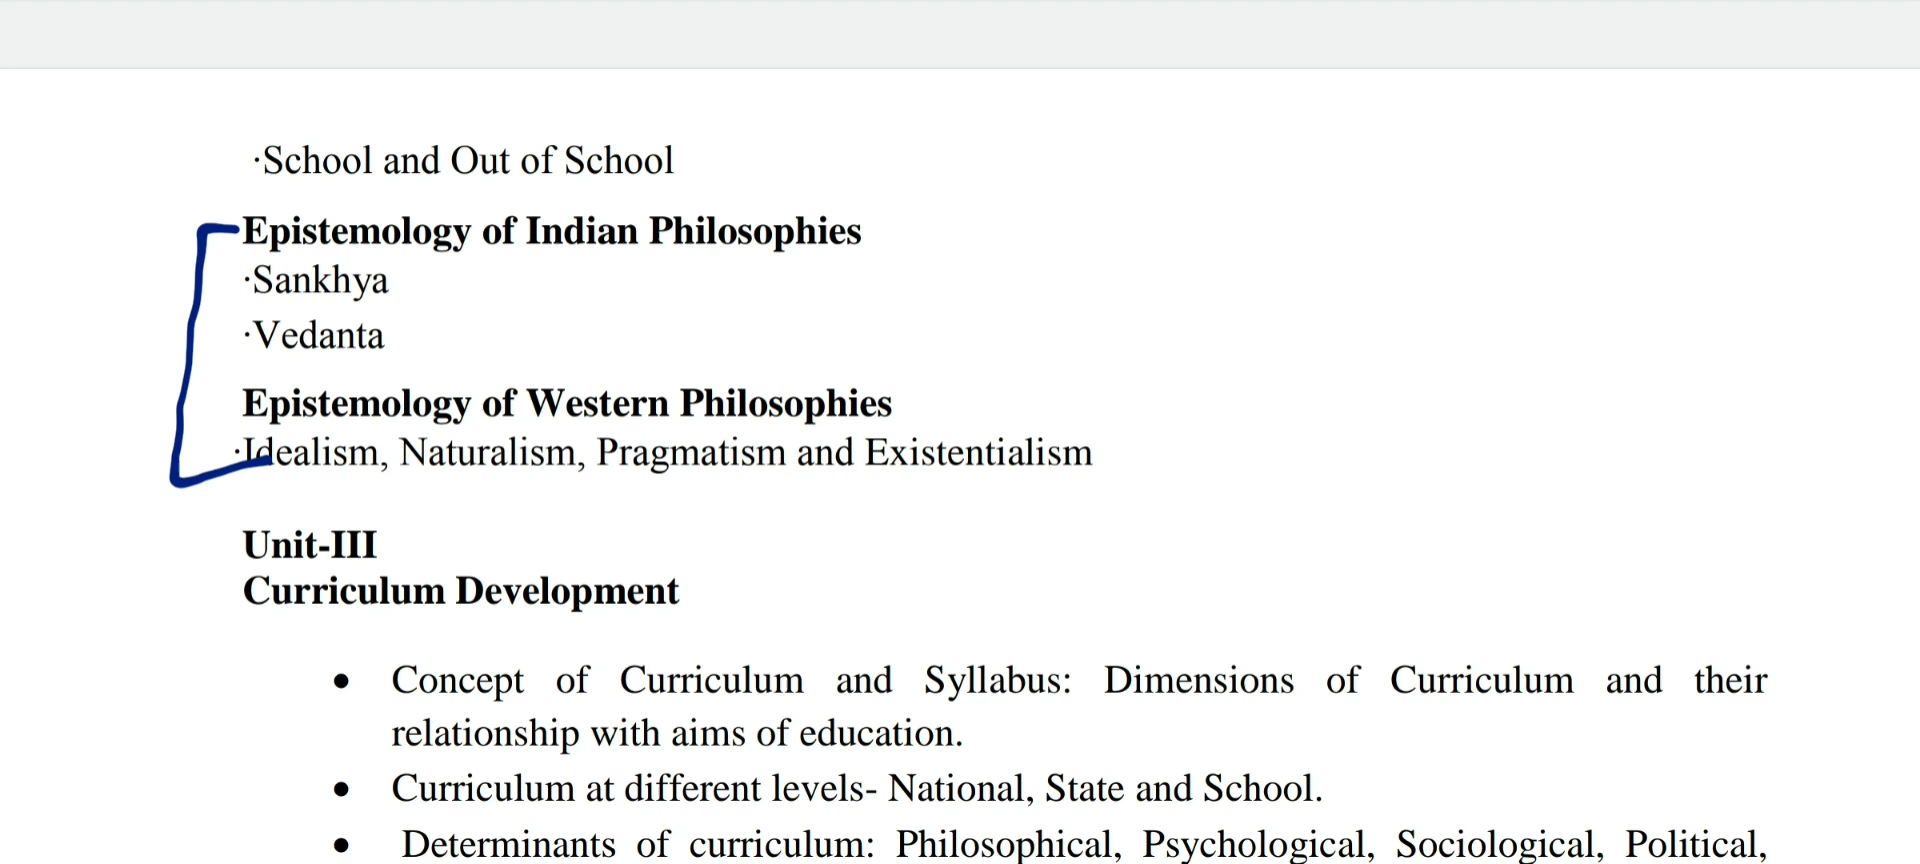 ·School and Out of School
Epistemology of Indian Philosophies
·Sankhya
·Vedanta
Epistemology of Western Philosophies
·Idealism, Naturalism, Pragmatism and Existentialism
Unit-III
Curriculum Development
• Concept of Curriculum and Syllabus: Dimensions of Curriculum and their
relationship with aims of education.
• Curriculum at different levels- National, State and School.
• Determinants of curriculum: Philosophical, Psychological, Sociological, Political,